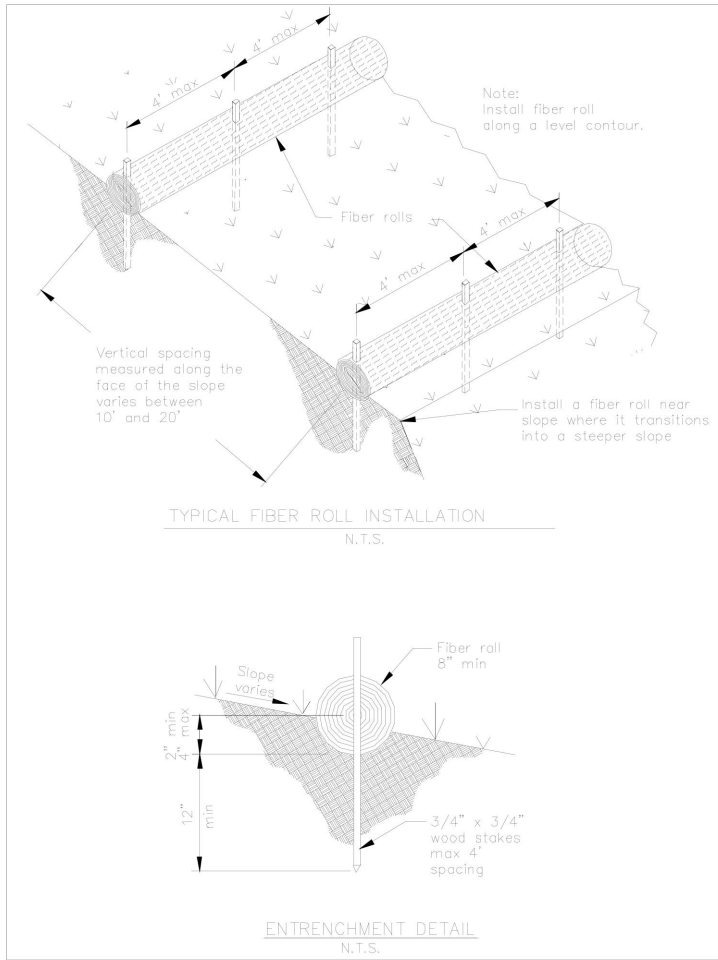 4' max
4' max
Note:
Install fiber roll
along a level contour.
Fiber rolls
4' max
4' max
Vertical spacing
measured along the
face of the slope
varies between
10' and 20'
Install a fiber roll near
slope where it transitions
into a steeper slope
TYPICAL FIBER ROLL INSTALLATION
N.T.S.
Fiber roll
8" min
Slope
varies
2" min
4" max
12"
min
3/4" x 3/4"
wood stakes
max 4'
spacing
ENTRENCHMENT DETAIL
N.T.S.